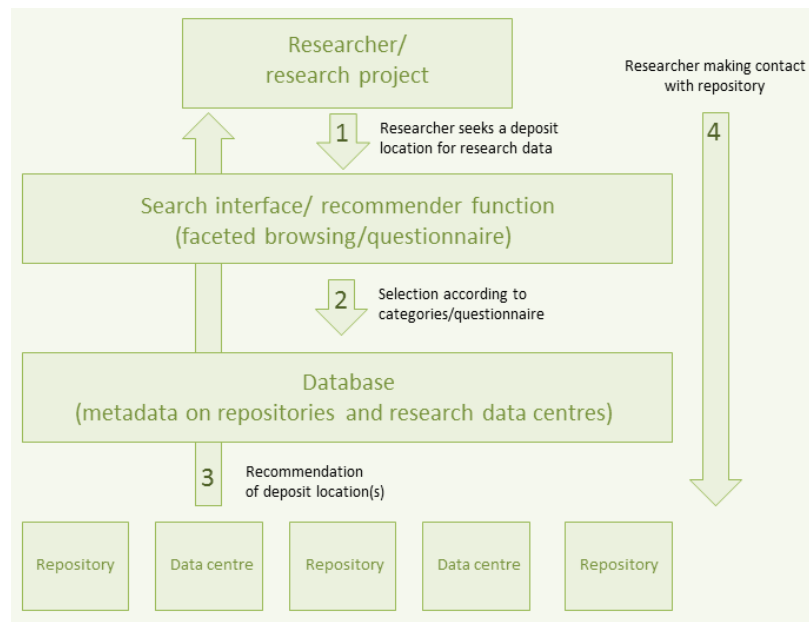 Researcher/
research project
Researcher making contact
with repository
1
Researcher seeks a deposit
location for research data
4
Search interface/ recommender function
(faceted browsing/questionnaire)
2
Selection according to
categories/questionnaire
Database
(metadata on repositories and research data centres)
3
Recommendation
of deposit location(s)
Repository
Data centre
Repository
Data centre
Repository